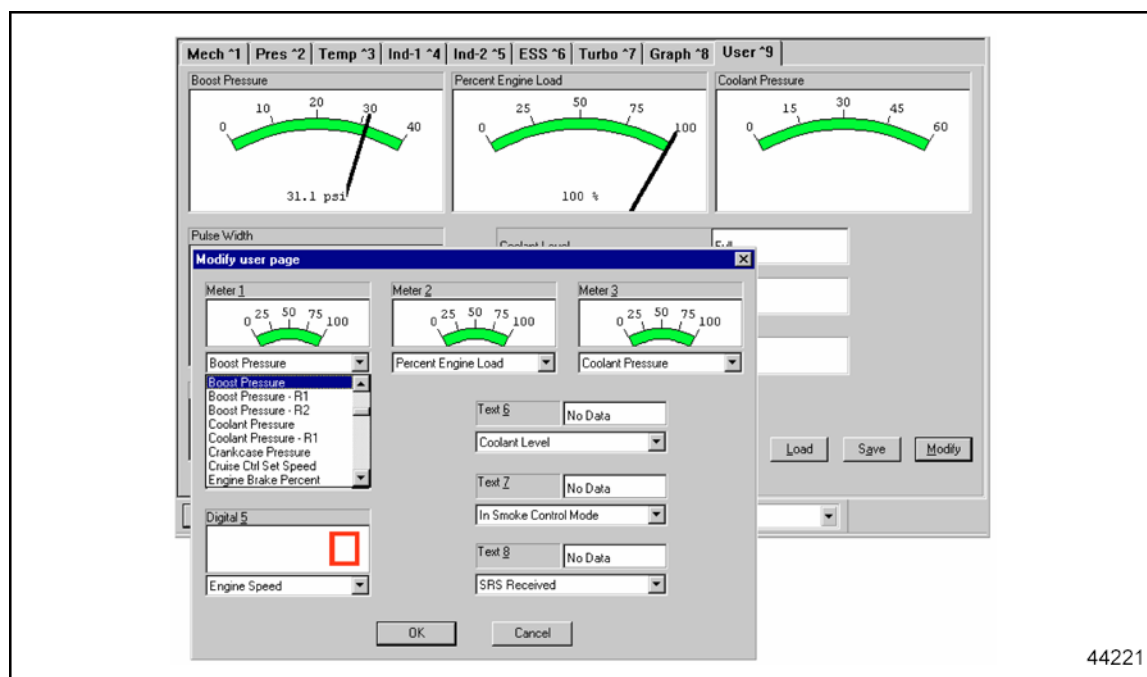 Mech ^1 Pres ^2 Temp ^3 Ind-1 ^4 Ind-2 ^5 ESS ^6 Turbo ^7 Graph ^8 User ^9
Boost Pressure Percent Engine Load Coolant Pressure
0 10 20 30 40 0 25 50 75 100 0 15 30 45 60
31.1 psi 100 %
Pulse Width
Coolant Level Full
Modify user page
Meter 1 Meter 2 Meter 3
0 25 50 75 100 0 25 50 75 100 0 25 50 75 100
Boost Pressure Percent Engine Load Coolant Pressure
Boost Pressure
Boost Pressure - R1
Boost Pressure - R2
Coolant Pressure
Coolant Pressure - R1
Crankcase Pressure
Cruise Ctrl Set Speed
Engine Brake Percent
Text 6 No Data
Coolant Level
Load Save Modify
Text 7 No Data
In Smoke Control Mode
Digital 5
0
Engine Speed
Text 8 No Data
SRS Received
OK Cancel
44221